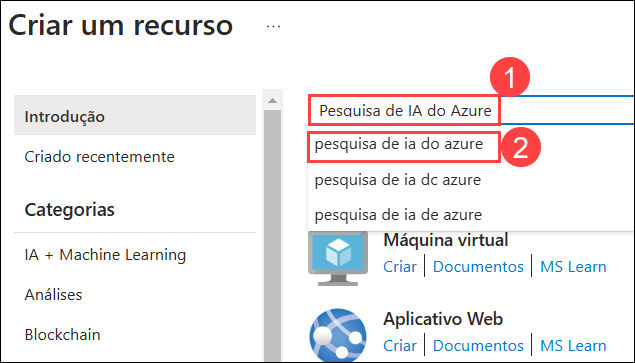 Criar um recurso ...
Introdução
Criado recentemente
Categorias
IA + Machine Learning
Análises
Blockchain
1
Pesquisa de IA do Azure
pesquisa de ia do azure
2
pesquisa de ia dc azure
pesquisa de ia de azure
Máquina virtual
Criar | Documentos | MS Learn
Aplicativo Web
Criar | Documentos | MS Learn